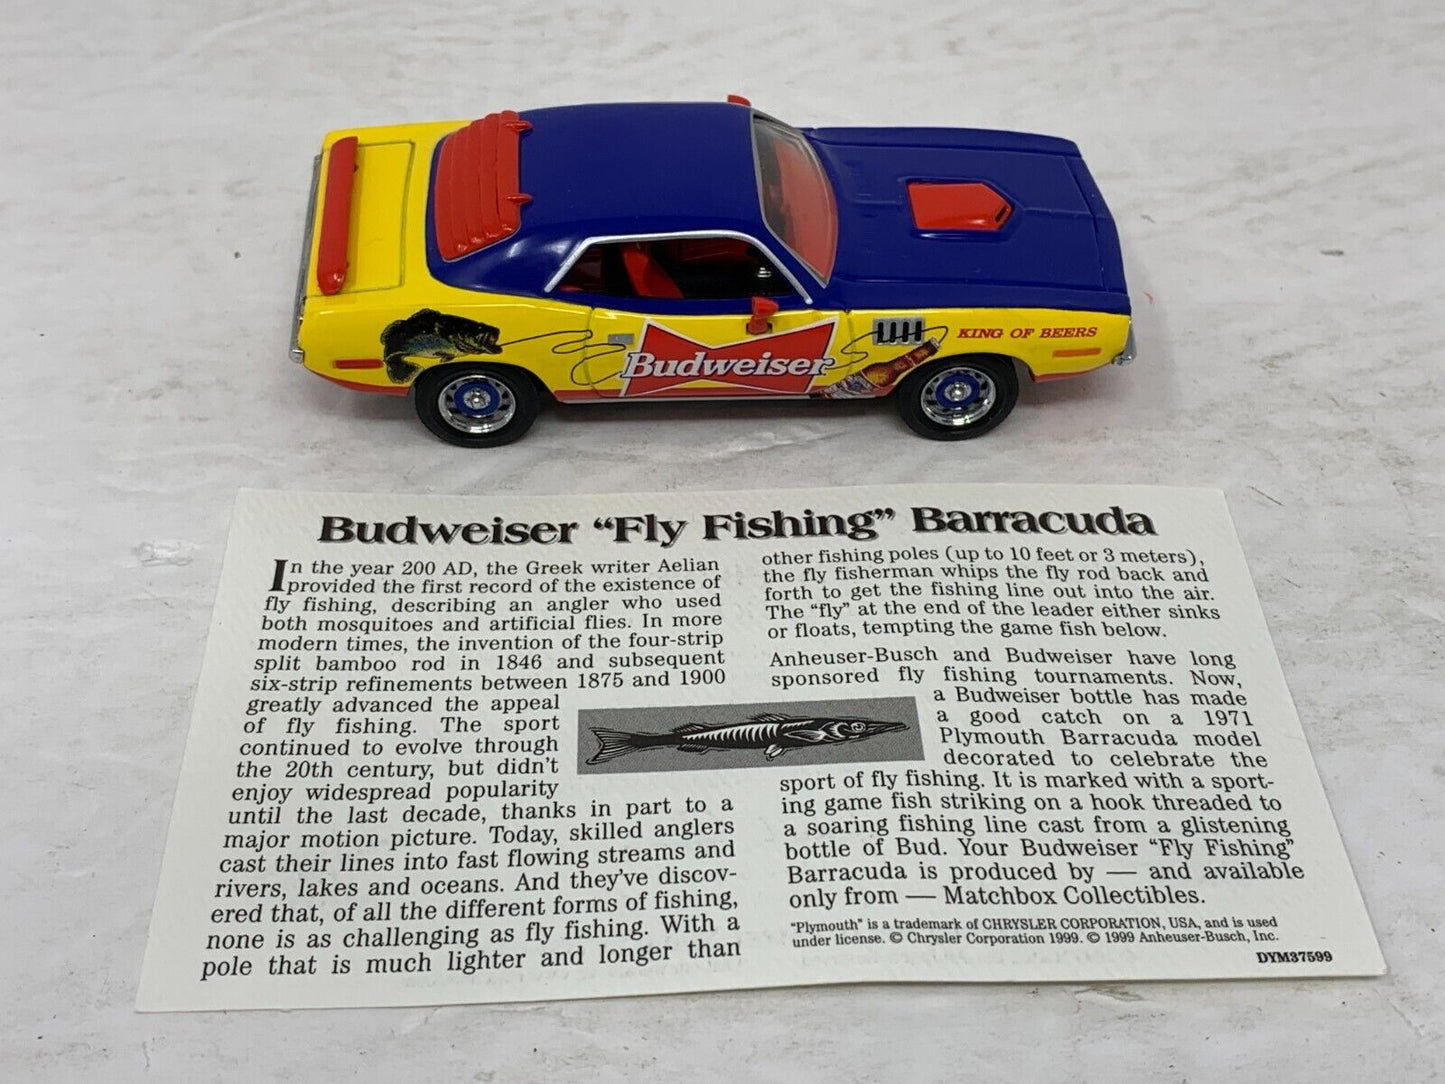 Budweiser
KING OF BEERS
Budweiser “Fly Fishing” Barracuda
In the year 200 AD, the Greek writer Aelian
provided the first record of the existence of
fly fishing, describing an angler who used
both mosquitoes and artificial flies. In more
modern times, the invention of the four-strip
split bamboo rod in 1846 and subsequent
six-strip refinements between 1875 and 1900
greatly advanced the appeal
of fly fishing. The sport
continued to evolve through
the 20th century, but didn't
enjoy widespread popularity
until the last decade, thanks in part to a
major motion picture. Today, skilled anglers
cast their lines into fast flowing streams and
rivers, lakes and oceans. And they've discov-
ered that, of all the different forms of fishing,
none is as challenging as fly fishing. With a
pole that is much lighter and longer than
other fishing poles (up to 10 feet or 3 meters),
the fly fisherman whips the fly rod back and
forth to get the fishing line out into the air.
The “fly” at the end of the leader either sinks
or floats, tempting the game fish below.
Anheuser-Busch and Budweiser have long
sponsored fly fishing tournaments. Now,
a Budweiser bottle has made
a good catch on a 1971
Plymouth Barracuda model
decorated to celebrate the
sport of fly fishing. It is marked with a sport-
ing game fish striking on a hook threaded to
a soaring fishing line cast from a glistening
bottle of Bud. Your Budweiser “Fly Fishing”
Barracuda is produced by — and available
only from — Matchbox Collectibles.
“Plymouth” is a trademark of CHRYSLER CORPORATION, USA, and is used
under license. © Chrysler Corporation 1999. © 1999 Anheuser-Busch, Inc.
DYM37599